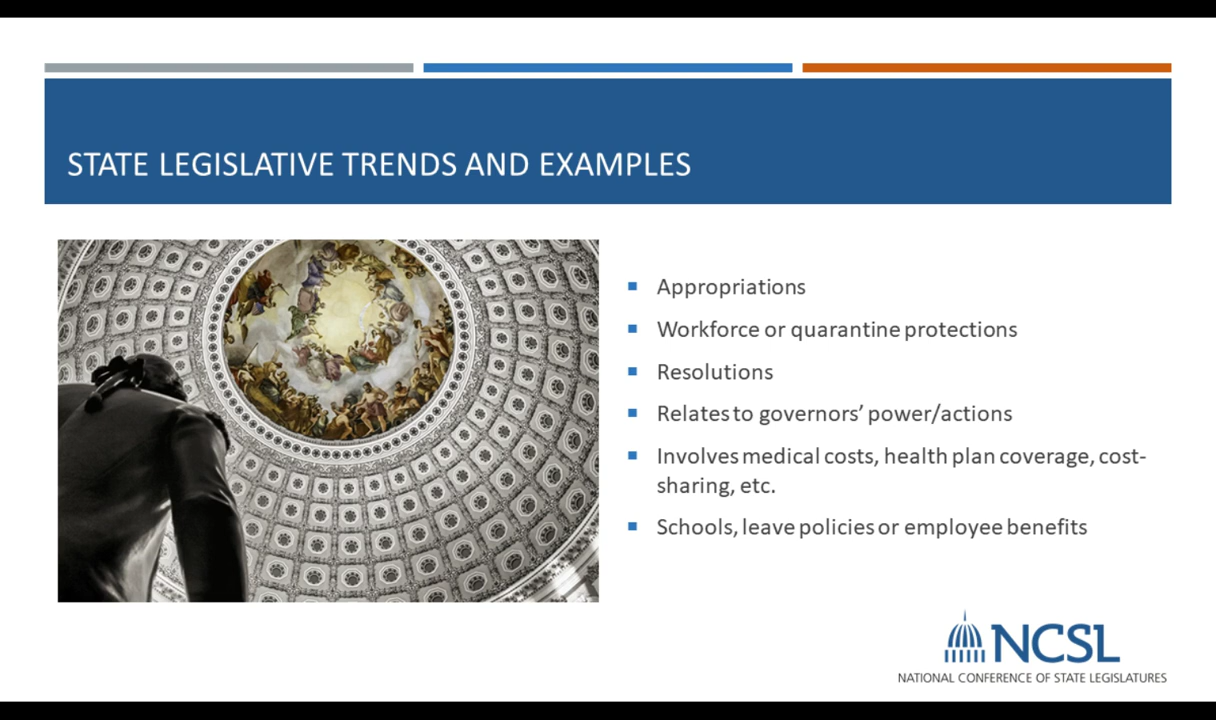 STATE LEGISLATIVE TRENDS AND EXAMPLES
Appropriations
Workforce or quarantine protections
Resolutions
Relates to governors’ power/actions
Involves medical costs, health plan coverage, cost-
sharing, etc.
Schools, leave policies or employee benefits
NCSL
NATIONAL CONFERENCE OF STATE LEGISLATURES